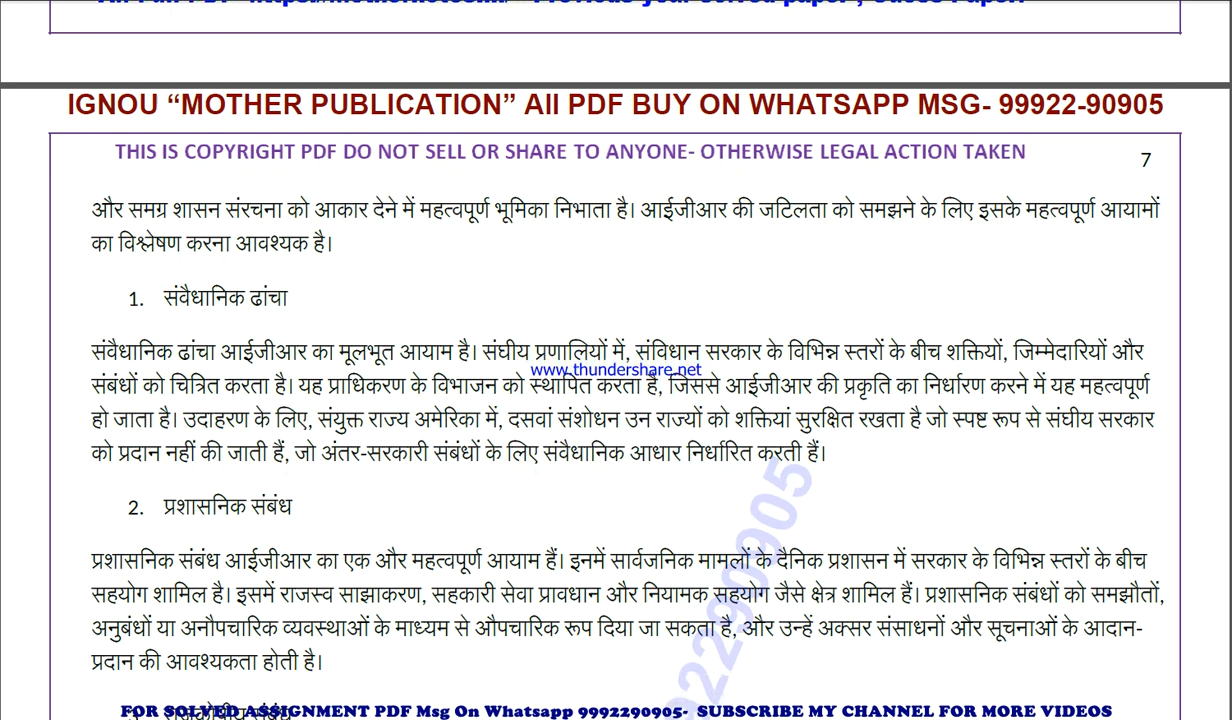 IGNOU “MOTHER PUBLICATION” All PDF BUY ON WHATSAPP MSG- 99922-90905
THIS IS COPYRIGHT PDF DO NOT SELL OR SHARE TO ANYONE- OTHERWISE LEGAL ACTION TAKEN
7
और समग्र शासन संरचना को आकार देने में महत्वपूर्ण भूमिका निभाता है। आईजीआर की जटिलता को समझने के लिए इसके महत्वपूर्ण आयामों
का विश्लेषण करना आवश्यक है।
1. संवैधानिक ढांचा
संवैधानिक ढांचा आईजीआर का मूलभूत आयाम है। संघीय प्रणालियों में, संविधान सरकार के विभिन्न स्तरों के बीच शक्तियों, जिम्मेदारियों और
www.thundershare.net
संबंधों को चित्रित करता है। यह प्राधिकरण के विभाजन को स्थापित करता है, जिससे आईजीआर की प्रकृति का निर्धारण करने में यह महत्वपूर्ण
हो जाता है। उदाहरण के लिए, संयुक्त राज्य अमेरिका में, दसवां संशोधन उन राज्यों को शक्तियां सुरक्षित रखता है जो स्पष्ट रूप से संघीय सरकार
को प्रदान नहीं की जाती हैं, जो अंतर-सरकारी संबंधों के लिए संवैधानिक आधार निर्धारित करती हैं।
2. प्रशासनिक संबंध
प्रशासनिक संबंध आईजीआर का एक और महत्वपूर्ण आयाम हैं। इनमें सार्वजनिक मामलों के दैनिक प्रशासन में सरकार के विभिन्न स्तरों के बीच
सहयोग शामिल है। इसमें राजस्व साझाकरण, सहकारी सेवा प्रावधान और नियामक सहयोग जैसे क्षेत्र शामिल हैं। प्रशासनिक संबंधों को समझौतों,
अनुबंधों या अनौपचारिक व्यवस्थाओं के माध्यम से औपचारिक रूप दिया जा सकता है, और उन्हें अक्सर संसाधनों और सूचनाओं के आदान-
प्रदान की आवश्यकता होती है।
FOR SOLVED ASSIGNMENT PDF Msg On Whatsapp 9992290905- SUBSCRIBE MY CHANNEL FOR MORE VIDEOS